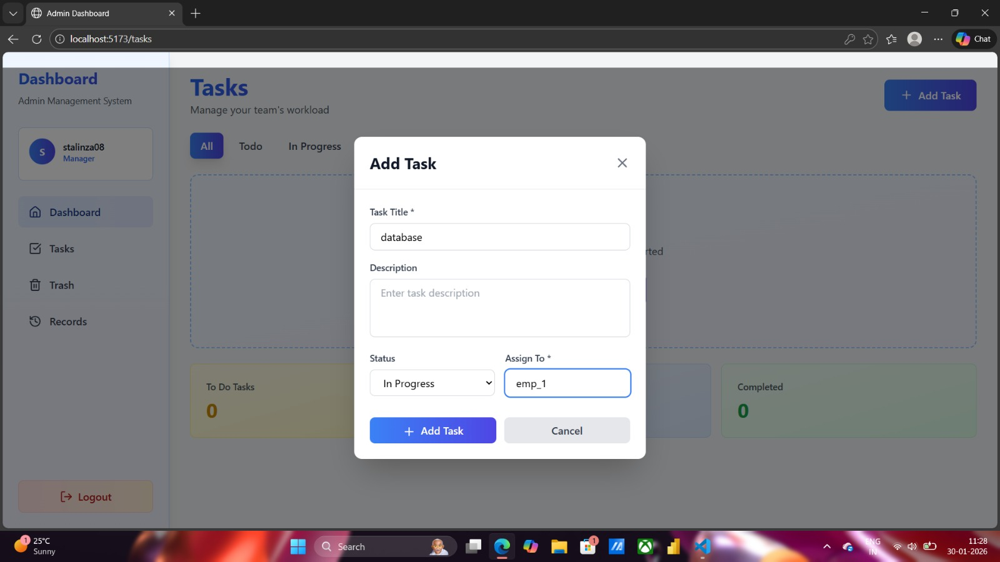 Admin Dashboard
localhost:5173/tasks
Chat
Dashboard
Admin Management System
S
stalinza08
Manager
Dashboard
Tasks
Trash
Records
Logout
Tasks
Manage your team's workload
Add Task
All
Todo
In Progress
rted
To Do Tasks
0
Completed
0
Add Task
Task Title *
database
Description
Enter task description
Status
Assign To *
In Progress
emp_1
Add Task
Cancel
1
25°C
Sunny
Search
1
ENG
IN
11:28
30-01-2026